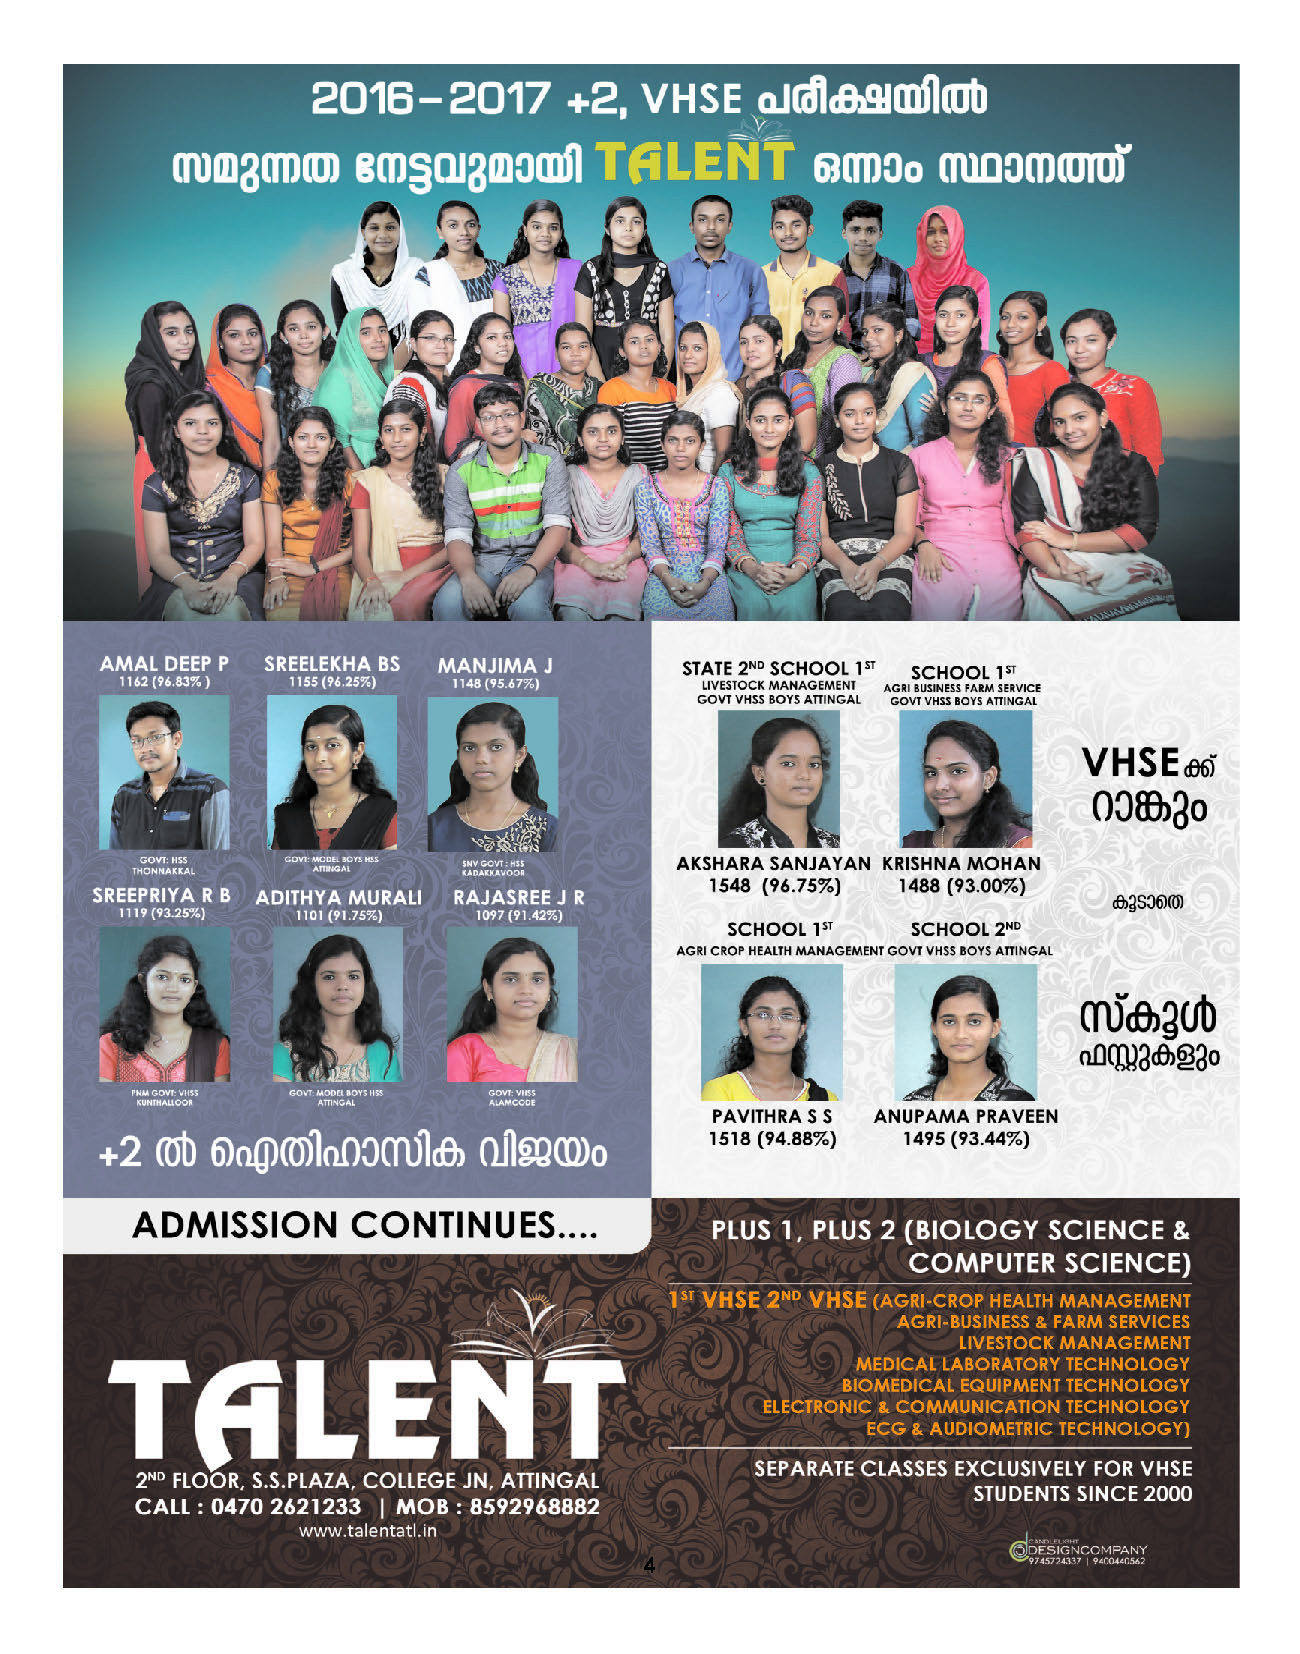 2016-2017 +2, VHSE പരീക്ഷയിൽ
സമുന്നത നേട്ടവുമായി TALENT ഒന്നാം സ്ഥാനത്ത്
AMAL DEEP P
1162 (96.83% )
GOVT: HSS
THONNAKKAL
SREELEKHA BS
1155 (96.25%)
GOVT: MODEL BOYS HSS
ATTINGAL
MANJIMA J
1148 (95.67%)
SNV GOVT : HSS
KADAKKAVOOR
SREEPRIYA R B
1119 (93.25%)
PNM GOVT: VHSS
KUNTHALLOOR
ADITHYA MURALI
1101 (91.75%)
GOVT: MODEL BOYS HSS
ATTINGAL
RAJASREE J R
1097 (91.42%)
GOVT: VHSS
ALAMCODE
+2 ൽ ഐതിഹാസിക വിജയം
STATE 2ND SCHOOL 1ST
LIVESTOCK MANAGEMENT
GOVT VHSS BOYS ATTINGAL
AKSHARA SANJAYAN
1548 (96.75%)
SCHOOL 1ST
AGRI BUSINESS FARM SERVICE
GOVT VHSS BOYS ATTINGAL
KRISHNA MOHAN
1488 (93.00%)
SCHOOL 1ST SCHOOL 2ND
AGRI CROP HEALTH MANAGEMENT GOVT VHSS BOYS ATTINGAL
PAVITHRA S S
1518 (94.88%)
ANUPAMA PRAVEEN
1495 (93.44%)
VHSE ക്ക്
റാങ്കും
കൂടാതെ
സ്കൂൾ
ഫസ്റ്റുകളും
ADMISSION CONTINUES....
TALENT
2ND FLOOR, S.S.PLAZA, COLLEGE JN, ATTINGAL
CALL : 0470 2621233 | MOB : 8592968882
www.talentatl.in
PLUS 1, PLUS 2 (BIOLOGY SCIENCE &
COMPUTER SCIENCE)
1ST VHSE 2ND VHSE (AGRI-CROP HEALTH MANAGEMENT
AGRI-BUSINESS & FARM SERVICES
LIVESTOCK MANAGEMENT
MEDICAL LABORATORY TECHNOLOGY
BIOMEDICAL EQUIPMENT TECHNOLOGY
ELECTRONIC & COMMUNICATION TECHNOLOGY
ECG & AUDIOMETRIC TECHNOLOGY)
SEPARATE CLASSES EXCLUSIVELY FOR VHSE
STUDENTS SINCE 2000
CANDLELIGHT
DESIGNCOMPANY
9745724337 | 9400440562
4